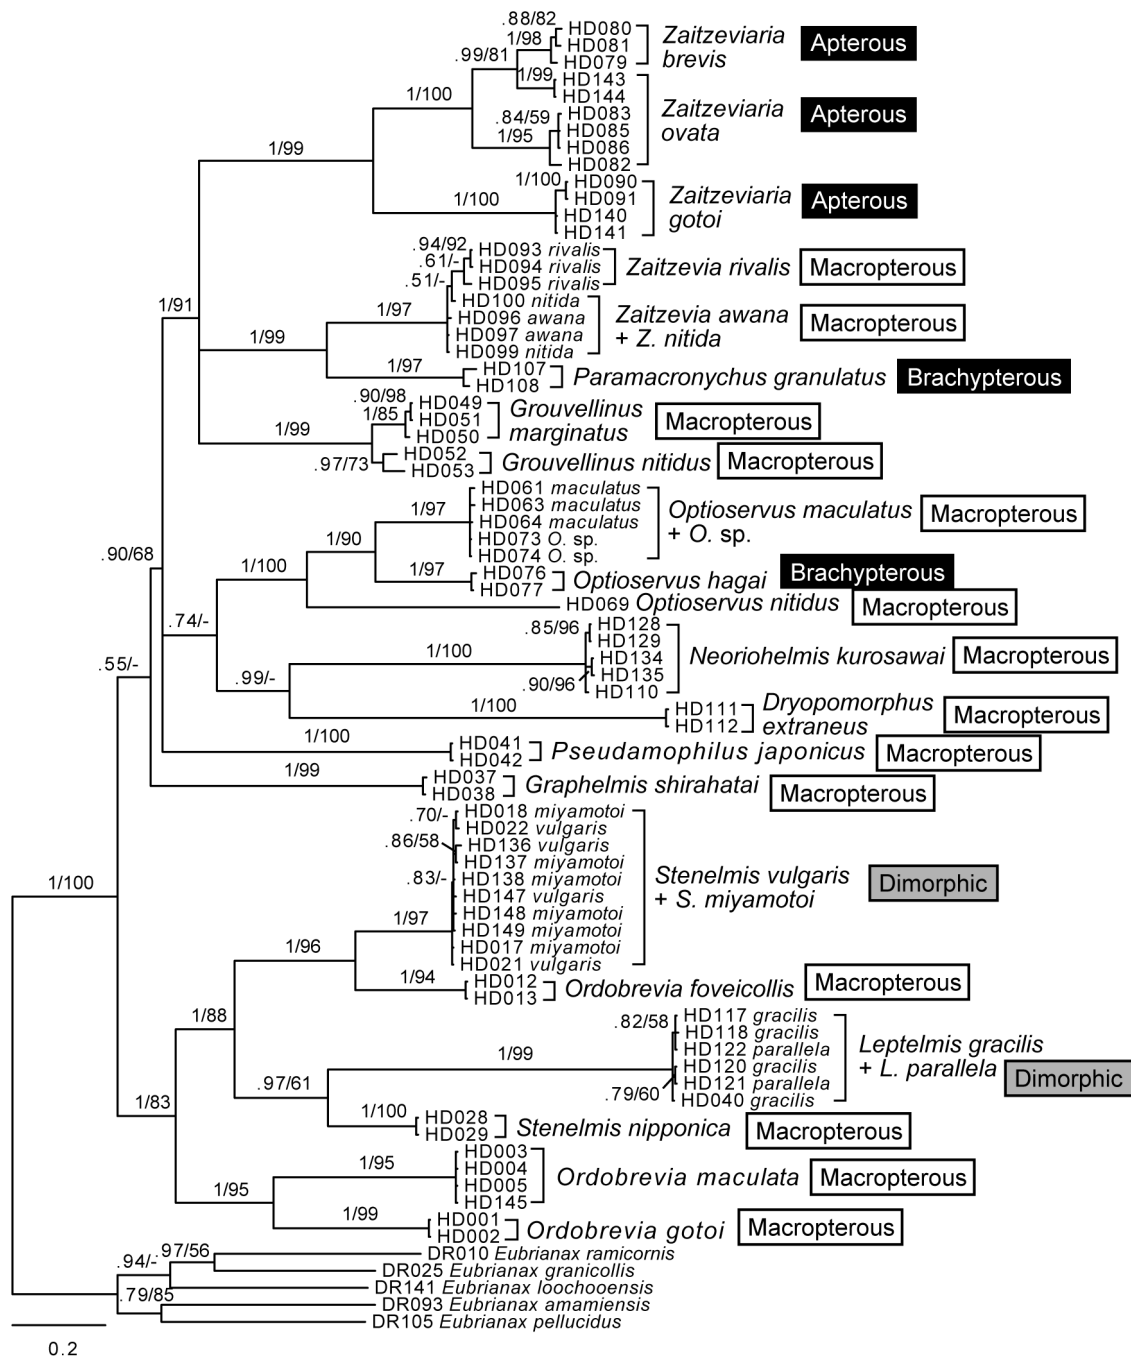 .88/82
HD080
1/98
HD081
Zaitzeviaria
brevis
Apterous
.99/81
HD079
1/99
HD143
HD144
1/100
Zaitzeviaria
ovata
Apterous
.84/59
HD083
HD085
1/95
HD086
HD082
1/99
1/100
HD090
HD091
Zaitzeviaria
gotoi
Apterous
1/100
HD140
HD141
.94/92
HD093 rivalis
.61/-
HD094 rivalis
Zaitzevia rivalis
Macropterous
.51/-
HD095 rivalis
HD100 nitida
1/91
1/97
HD096 awana
Zaitzevia awana
+ Z. nitida
Macropterous
HD097 awana
1/99
HD099 nitida
1/97
HD107
HD108
Paramacronychus granulatus
Brachypterous
.90/98
HD049
1/85
HD051
Grouvellinus
marginatus
Macropterous
HD050
1/99
HD052
.97/73
HD053
Grouvellinus nitidus
Macropterous
HD061 maculatus
HD063 maculatus
1/97
HD064 maculatus
Optioservus maculatus
+ O. sp.
Macropterous
1/90
HD073 O. sp.
HD074 O. sp.
.90/68
1/100
1/97
HD076
HD077
Optioservus hagai
Brachypterous
HD069 Optioservus nitidus
Macropterous
.74/-
.85/96
HD128
HD129
1/100
HD134
Neoriohelmis kurosawai
Macropterous
.55/-
.99/-
HD135
.90/96
HD110
1/100
HD111
HD112
Dryopomorphus
extraneus
Macropterous
1/100
HD041
HD042
Pseudamophilus japonicus
Macropterous
1/99
HD037
HD038
Graphelmis shirahatai
Macropterous
.70/-
HD018 miyamotoi
HD022 vulgaris
.86/58
HD136 vulgaris
HD137 miyamotoi
.83/-
HD138 miyamotoi
Stenelmis vulgaris
+ S. miyamotoi
Dimorphic
1/100
HD147 vulgaris
1/97
HD148 miyamotoi
HD149 miyamotoi
1/96
HD017 miyamotoi
HD021 vulgaris
1/94
HD012
HD013
Ordobrevia foveicollis
Macropterous
1/88
.82/58
HD117 gracilis
HD118 gracilis
HD122 parallela
Leptelmis gracilis
+ L. parallela
Dimorphic
1/99
HD120 gracilis
.97/61
HD121 parallela
.79/60
HD040 gracilis
1/83
1/100
HD028
HD029
Stenelmis nipponica
Macropterous
HD003
1/95
HD004
Ordobrevia maculata
Macropterous
HD005
1/95
HD145
1/99
HD001
HD002
Ordobrevia gotoi
Macropterous
.97/56
DR010 Eubrianax ramicornis
.94/-
DR025 Eubrianax granicollis
DR141 Eubrianax loochooensis
.79/85
DR093 Eubrianax amamiensis
DR105 Eubrianax pellucidus
0.2